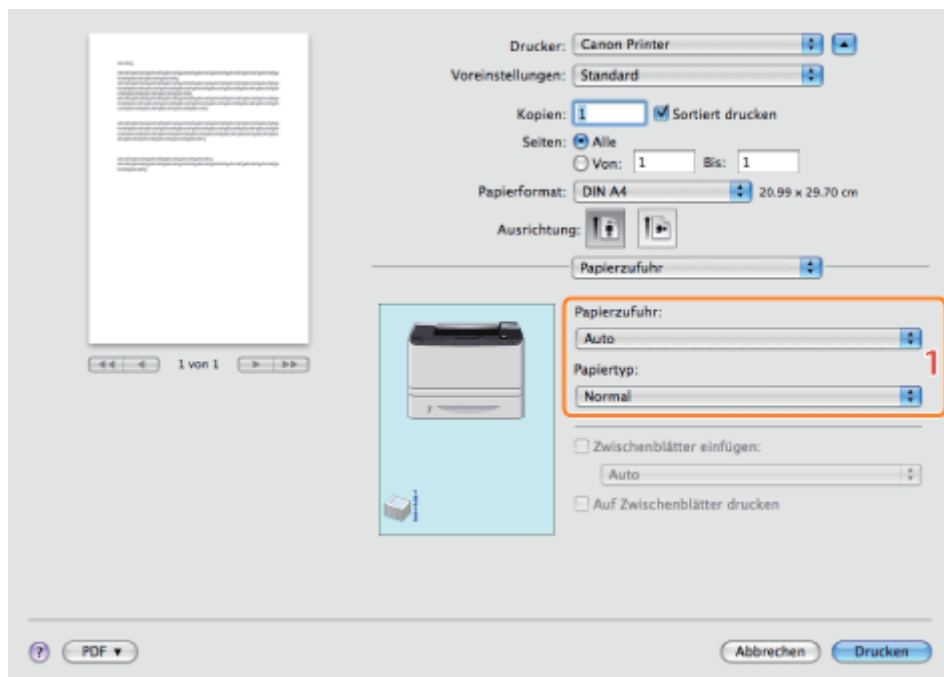 Drucker: Canon Printer
Voreinstellungen: Standard
Kopien: 1 Sortiert drucken
Seiten: Alle
Von: 1 Bis: 1
Papierformat: DIN A4 20.99 x 29.70 cm
Ausrichtung:
Papierzufuhr
1 von 1
Papierzufuhr:
Auto
1
Papiertyp:
Normal
Zwischenblätter einfügen:
Auto
Auf Zwischenblätter drucken
? PDF ▼ Abbrechen Drucken